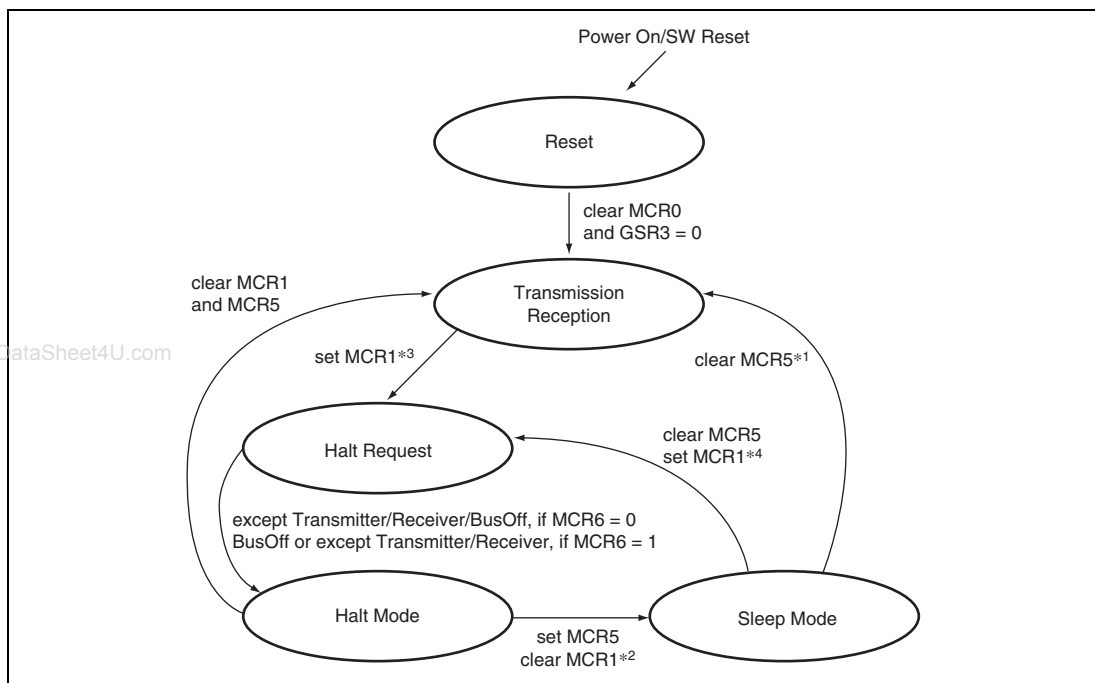 Power On/SW Reset
Reset
clear MCR0
and GSR3 = 0
clear MCR1
and MCR5
Transmission
Reception
DataSheet4U.com
set MCR1*3
clear MCR5*1
Halt Request
clear MCR5
set MCR1*4
except Transmitter/Receiver/BusOff, if MCR6 = 0
BusOff or except Transmitter/Receiver, if MCR6 = 1
Halt Mode
Sleep Mode
set MCR5
clear MCR1*2